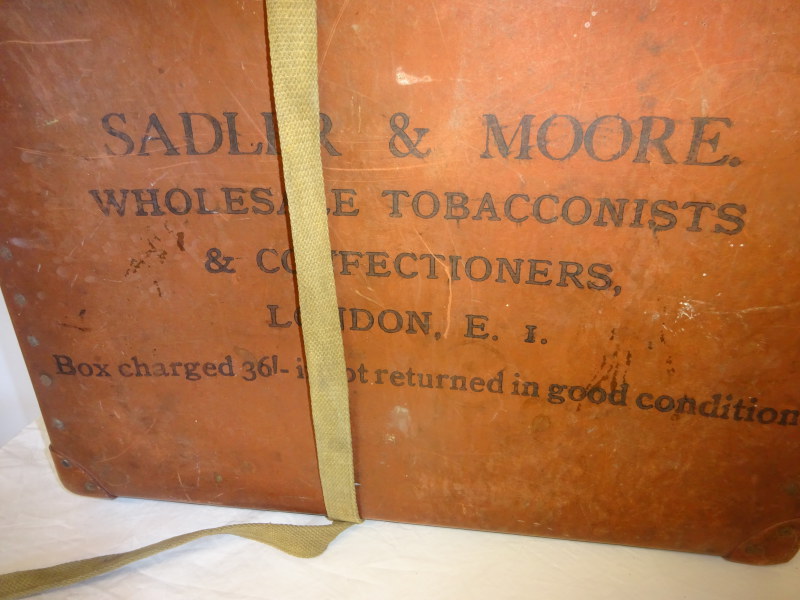 SADLER & MOORE.
WHOLESALE TOBACCONISTS
& CONFECTIONERS,
LONDON, E. 1.
Box charged 36/- if not returned in good condition